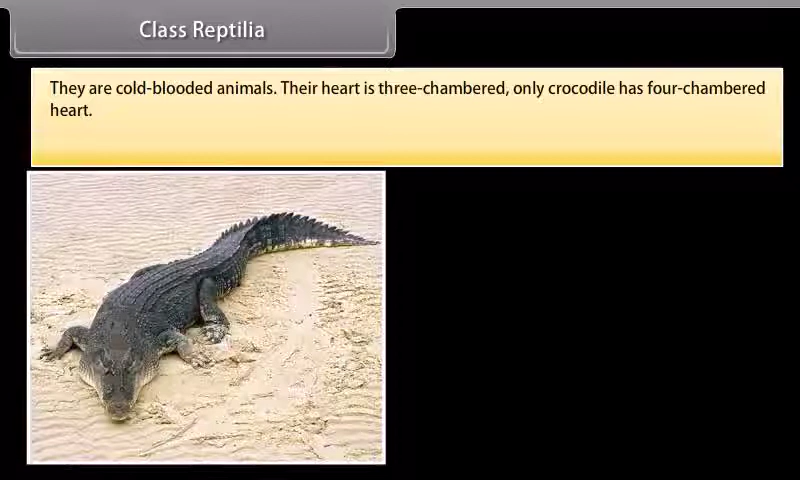 Class Reptilia
They are cold-blooded animals. Their heart is three-chambered, only crocodile has four-chambered
heart.